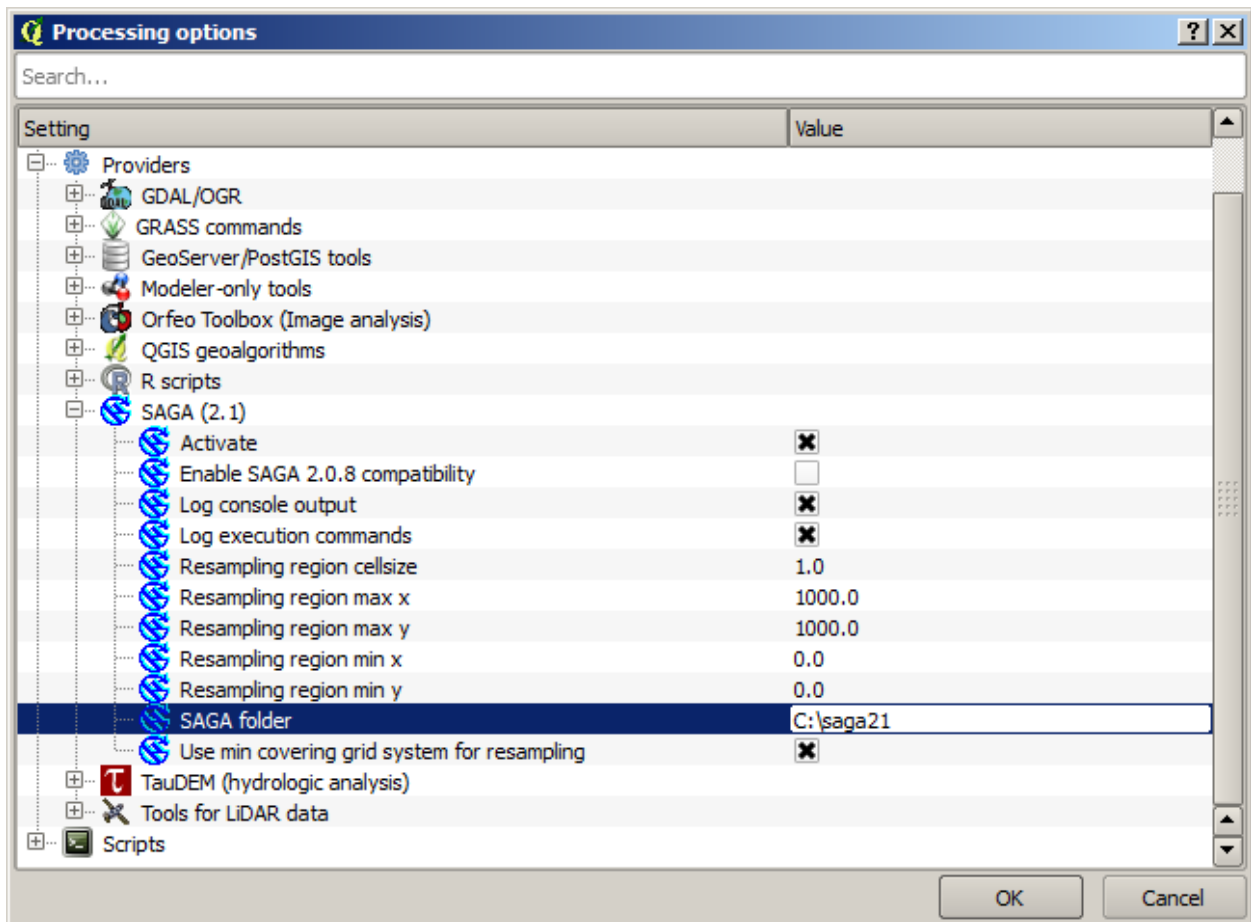 Processing options
Search...
Setting Value
Providers
GDAL/OGR
GRASS commands
GeoServer/PostGIS tools
Modeler-only tools
Orfeo Toolbox (Image analysis)
QGIS geoalgorithms
R scripts
SAGA (2.1)
Activate
Enable SAGA 2.0.8 compatibility
Log console output
Log execution commands
Resampling region cellsize 1.0
Resampling region max x 1000.0
Resampling region max y 1000.0
Resampling region min x 0.0
Resampling region min y 0.0
SAGA folder C:\saga21
Use min covering grid system for resampling
TauDEM (hydrologic analysis)
Tools for LiDAR data
Scripts
OK Cancel